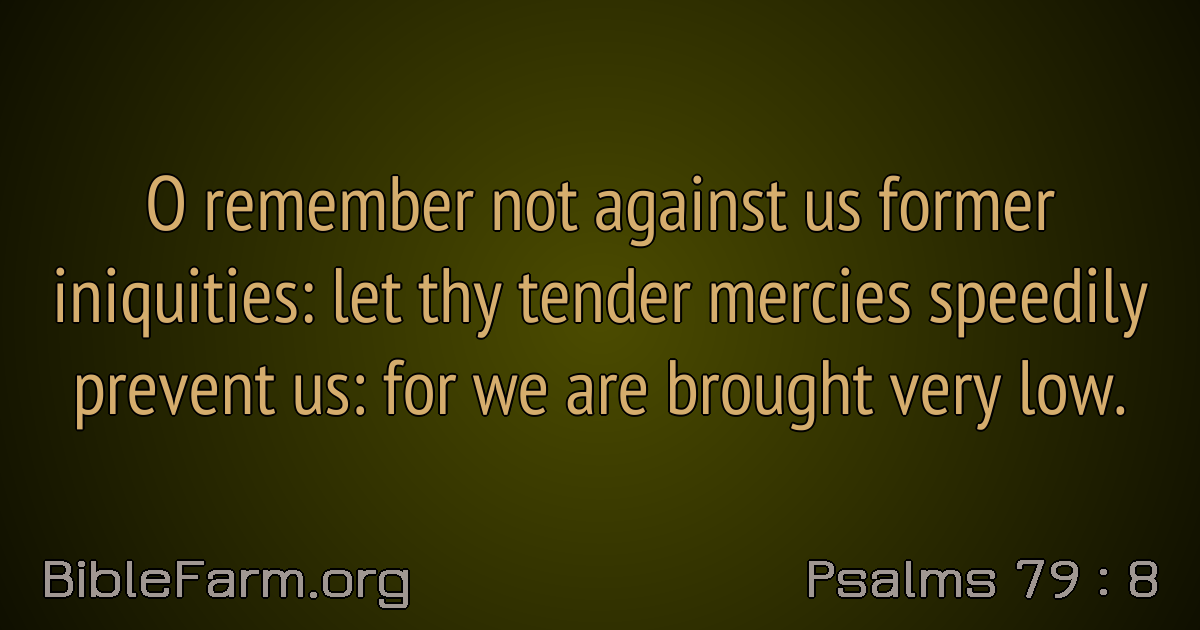 O remember not against us former
iniquities: let thy tender mercies speedily
prevent us: for we are brought very low.
BibleFarm.org
Psalms 79 : 8